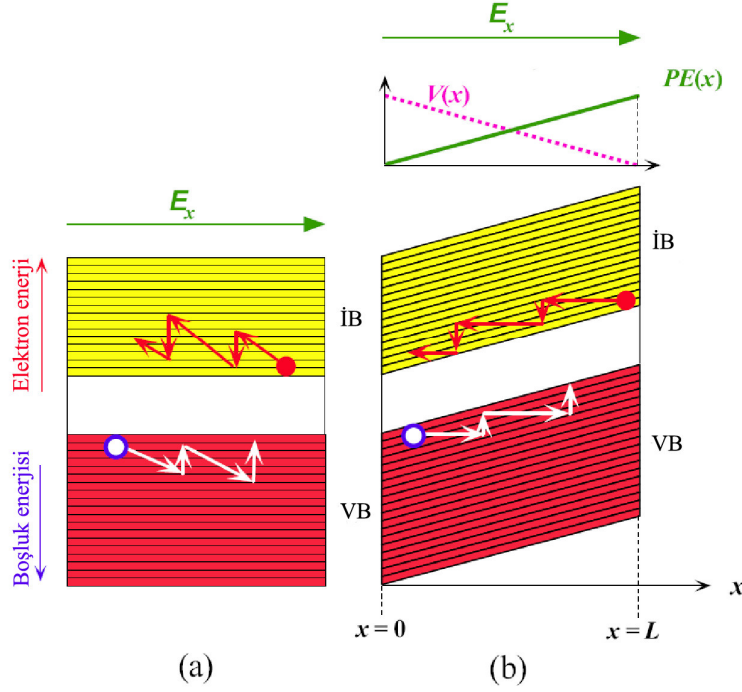 E_x
V(x)
PE(x)
E_x
Elektron enerji
İB
İB
Boşluk enerjisi
VB
VB
x
x = 0
x = L
(a)
(b)